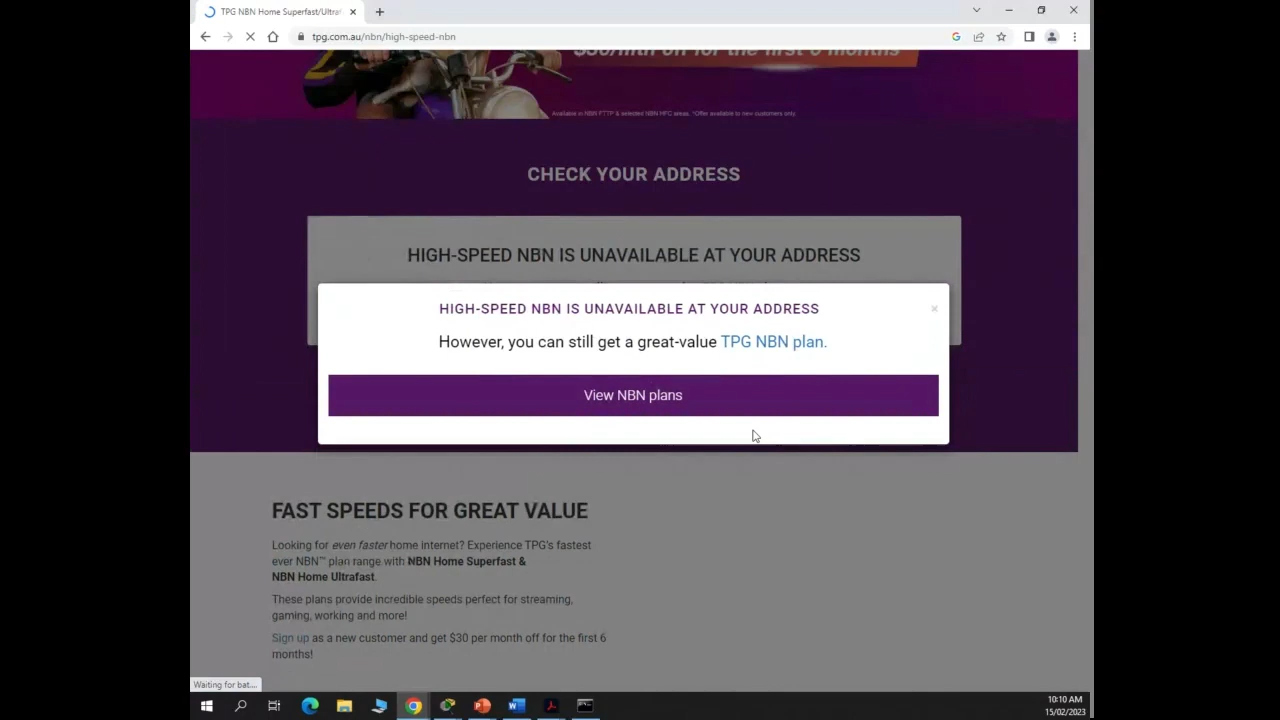 TPG NBN Home Superfast/Ultraf
tpg.com.au/nbn/high-speed-nbn
$30/mth off for the first 6 months
Available in NBN FTTP & selected NBN HFC areas. *Offer available to new customers only.
CHECK YOUR ADDRESS
HIGH-SPEED NBN IS UNAVAILABLE AT YOUR ADDRESS
HIGH-SPEED NBN IS UNAVAILABLE AT YOUR ADDRESS
×
However, you can still get a great-value TPG NBN plan.
View NBN plans
FAST SPEEDS FOR GREAT VALUE
Looking for even faster home internet? Experience TPG's fastest
ever NBN™ plan range with NBN Home Superfast &
NBN Home Ultrafast.
These plans provide incredible speeds perfect for streaming,
gaming, working and more!
Sign up as a new customer and get $30 per month off for the first 6
months!
Waiting for bat....
10:10 AM
15/02/2023